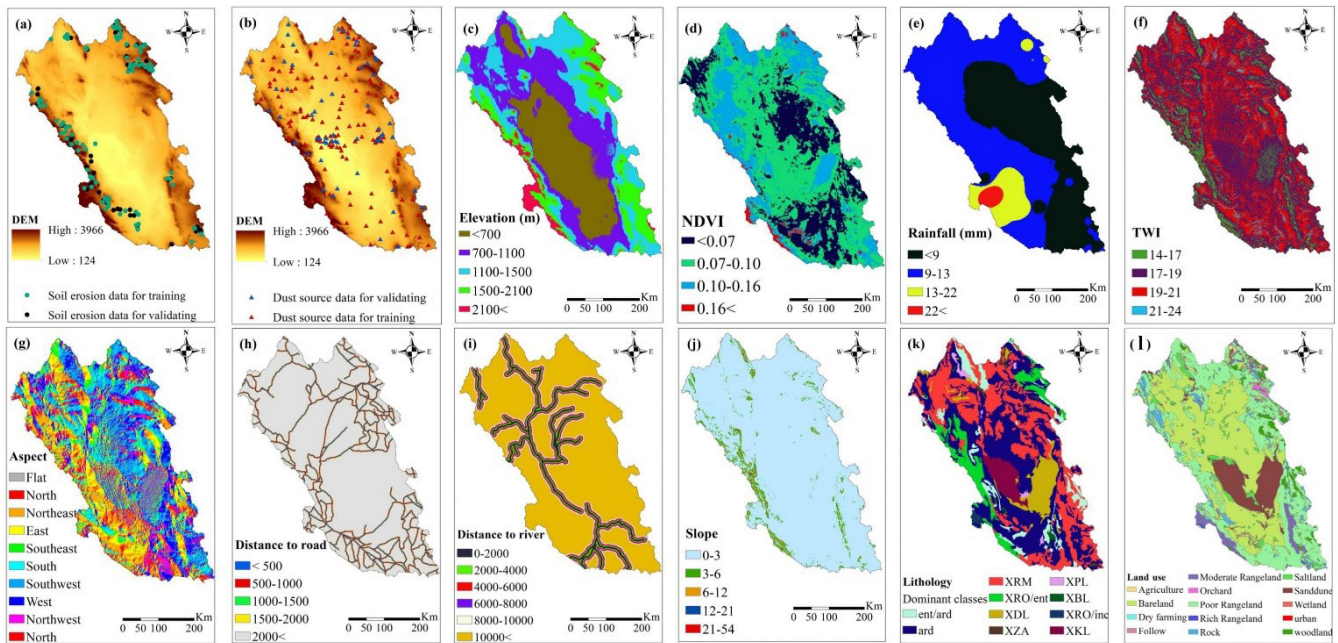 (a)
N
W E
S
DEM
High : 3966
Low : 124
Soil erosion data for training
Soil erosion data for validating
(b)
N
W E
S
DEM
High : 3966
Low : 124
Dust source data for validating
Dust source data for training
(c)
N
W E
S
Elevation (m)
<700
700-1100
1100-1500
1500-2100
2100<
Km
0 50 100 200
(d)
N
W E
S
NDVI
<0.07
0.07-0.10
0.10-0.16
0.16<
Km
0 50 100 200
(e)
N
W E
S
Rainfall (mm)
<9
9-13
13-22
22<
Km
0 50 100 200
(f)
N
W E
S
TWI
14-17
17-19
19-21
21-24
Km
0 50 100 200
(g)
N
W E
S
Aspect
Flat
North
Northeast
East
Southeast
South
Southwest
West
Northwest
North
Km
0 50 100 200
(h)
N
W E
S
Distance to road
< 500
500-1000
1000-1500
1500-2000
2000<
Km
0 50 100 200
(i)
N
W E
S
Distance to river
0-2000
2000-4000
4000-6000
6000-8000
8000-10000
10000<
Km
0 50 100 200
(j)
N
W E
S
Slope
0-3
3-6
6-12
12-21
21-54
Km
0 50 100 200
(k)
N
W E
S
Lithology
Dominant classes
ent/ard
ard
XRM
XRO/ent
XDL
XZA
XPL
XBL
XRO/inc
XKL
(l)
N
W E
S
Km
0 50 100 200
Land use
Agriculture
Bareland
Dry farming
Follow
Moderate Rangeland
Orchard
Poor Rangeland
Rich Rangeland
Rock
Saltland
Sanddune
Wetland
urban
woodland